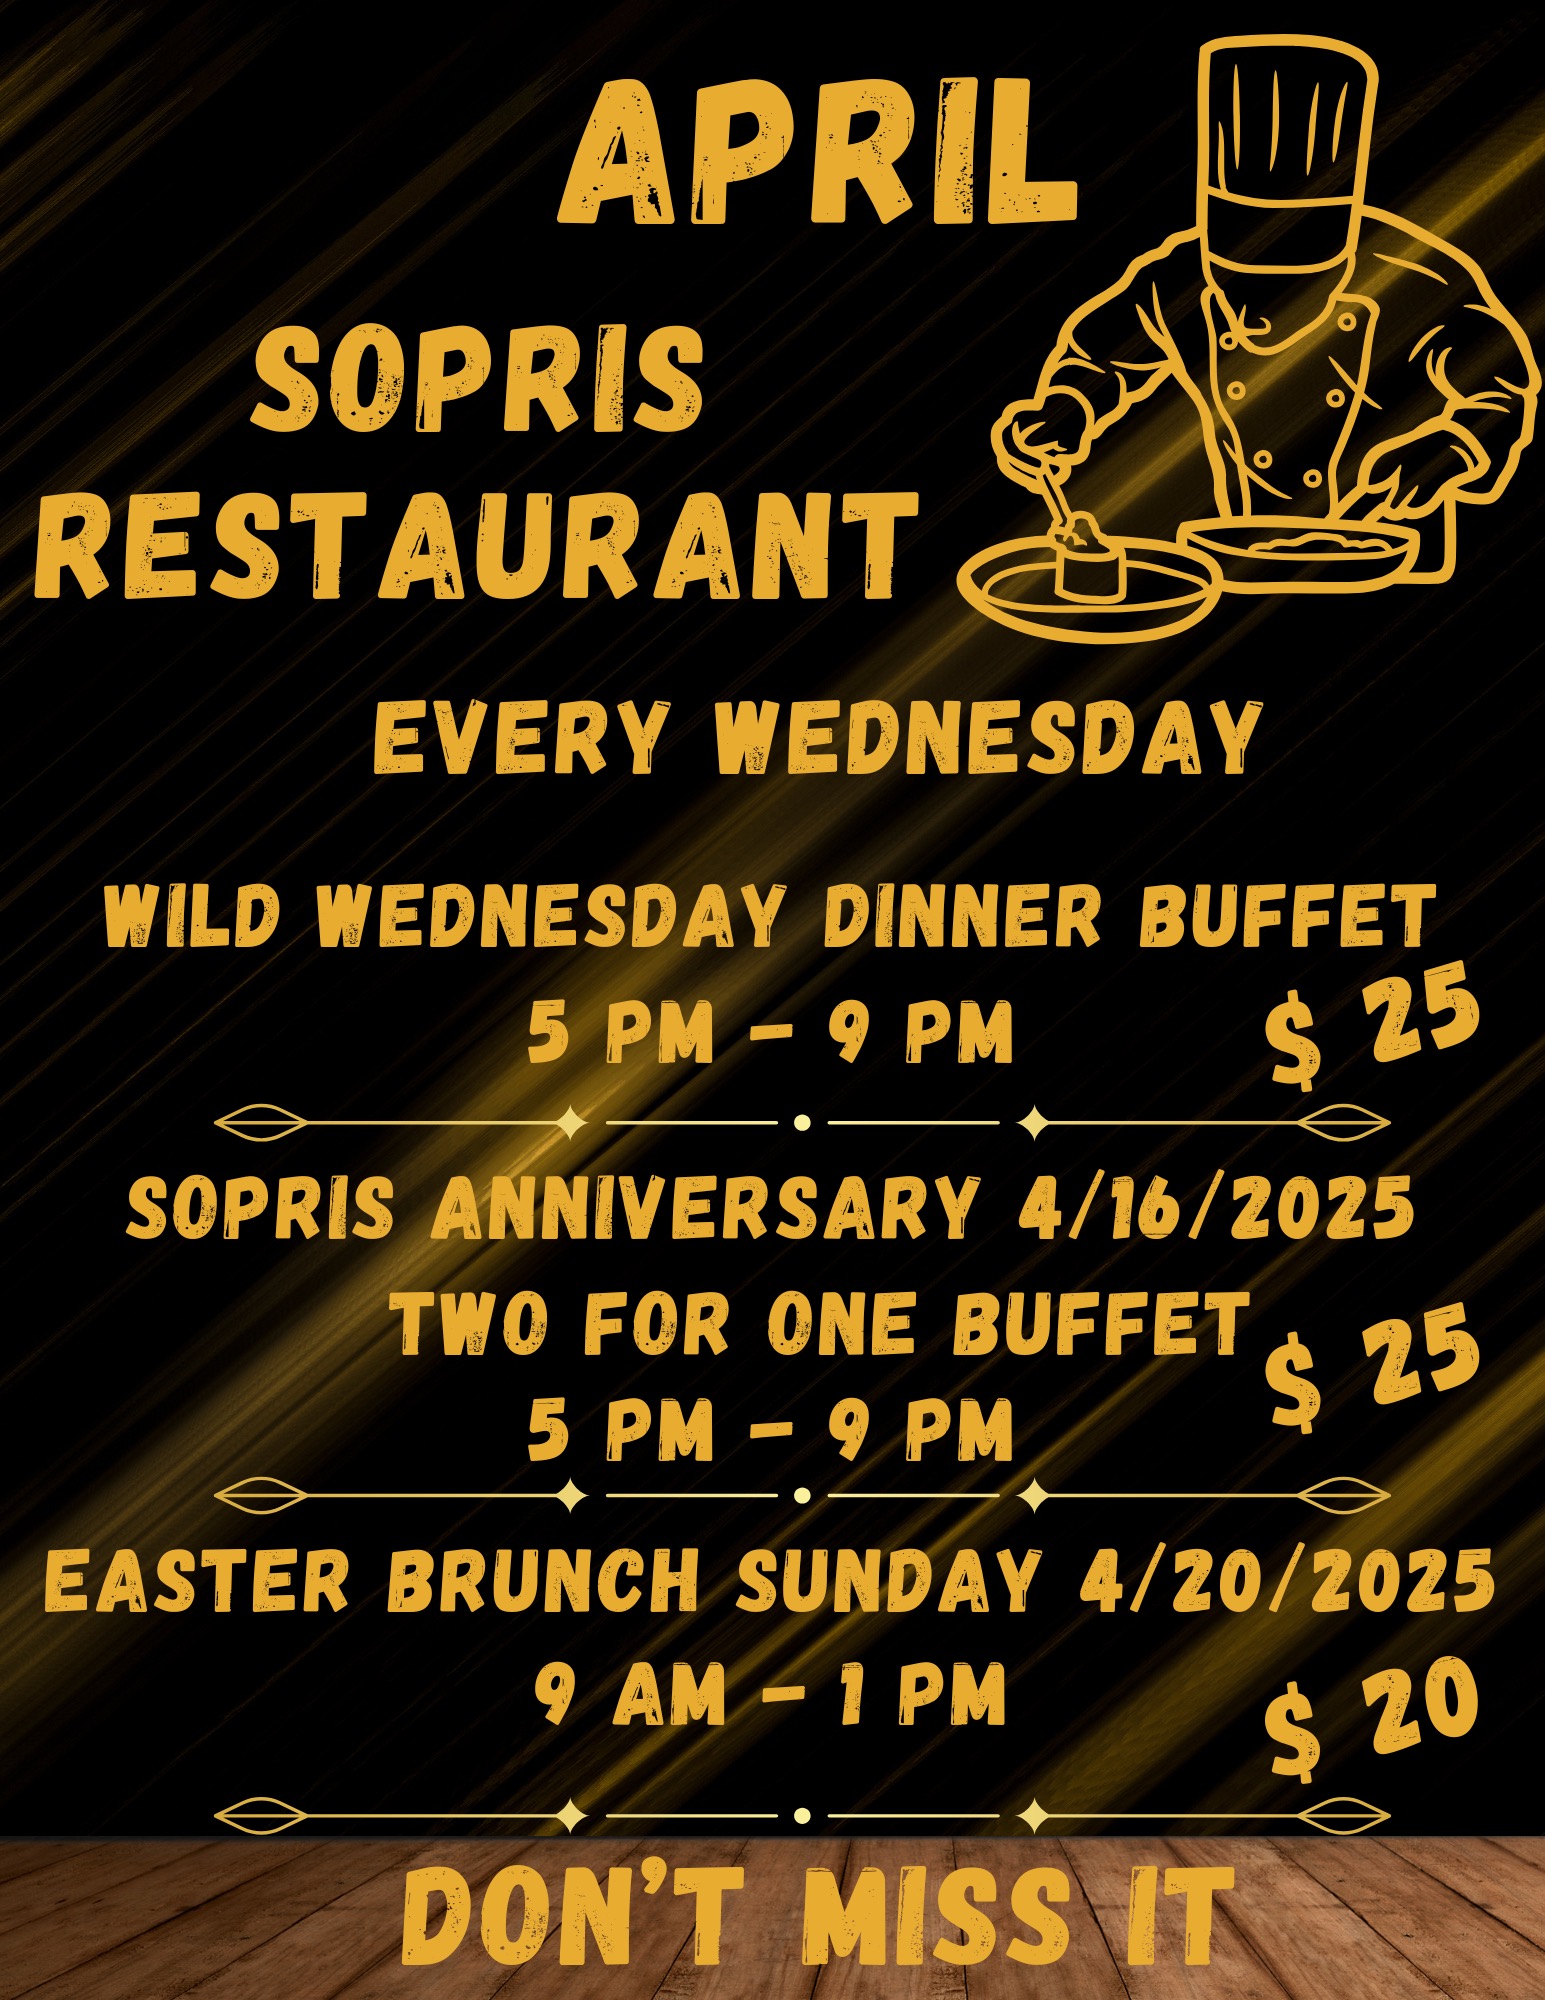 APRIL
SOPRIS
RESTAURANT
EVERY WEDNESDAY
WILD WEDNESDAY DINNER BUFFET
5 PM - 9 PM $ 25
SOPRIS ANNIVERSARY 4/16/2025
TWO FOR ONE BUFFET
5 PM - 9 PM $ 25
EASTER BRUNCH SUNDAY 4/20/2025
9 AM - 1 PM $ 20
DON'T MISS IT